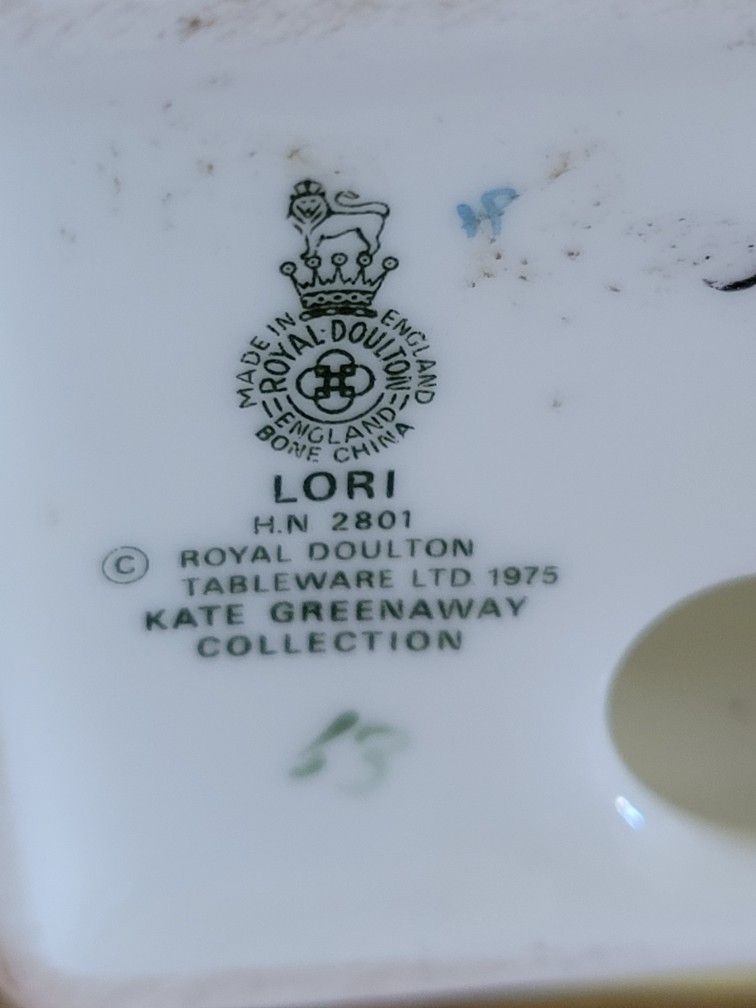 MADE IN ENGLAND
ROYAL·DOULTON
ENGLAND
BONE CHINA
LORI
H.N 2801
© ROYAL DOULTON
TABLEWARE LTD 1975
KATE GREENAWAY
COLLECTION